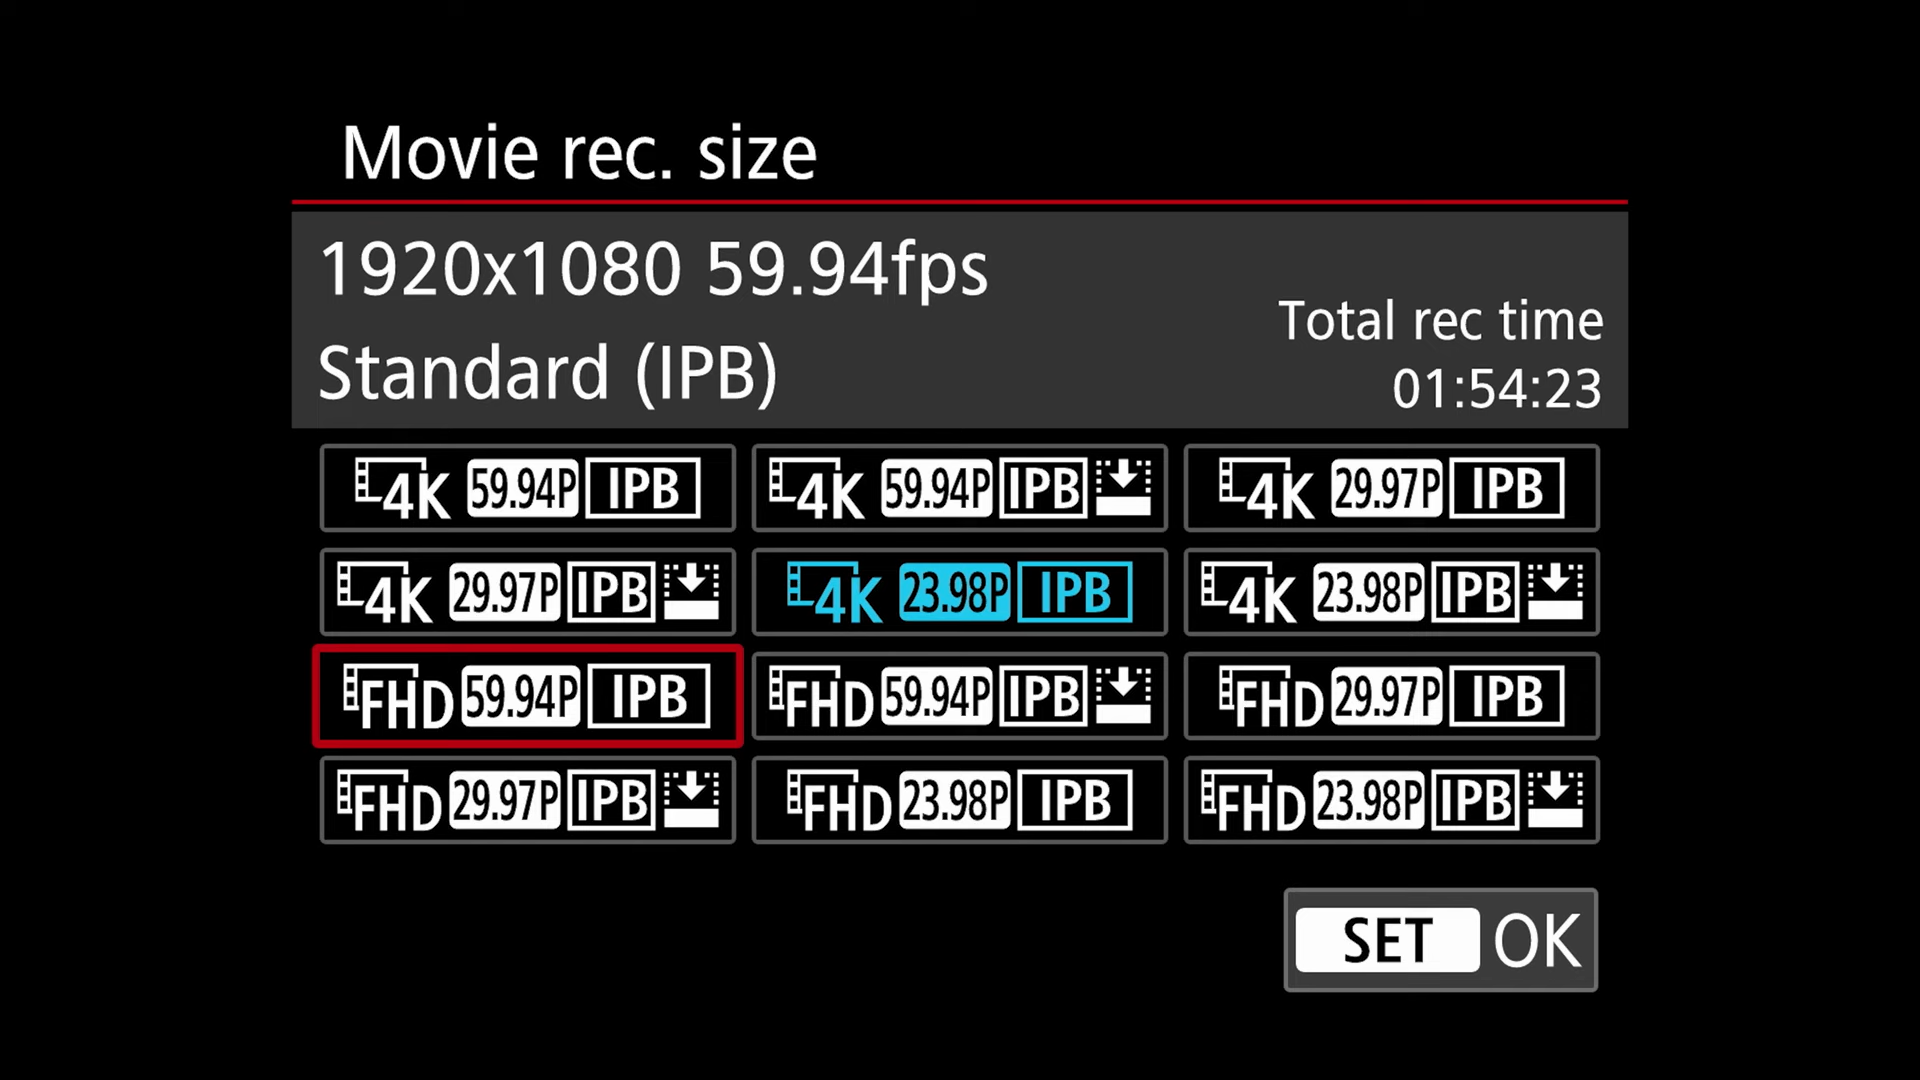 Movie rec. size
1920x1080 59.94fps
Total rec time
Standard (IPB)
01:54:23
4K 59.94P IPB
4K 59.94P IPB
4K 29.97P IPB
4K 29.97P IPB
4K 23.98P IPB
4K 23.98P IPB
FHD 59.94P IPB
FHD 59.94P IPB
FHD 29.97P IPB
FHD 29.97P IPB
FHD 23.98P IPB
FHD 23.98P IPB
SET OK